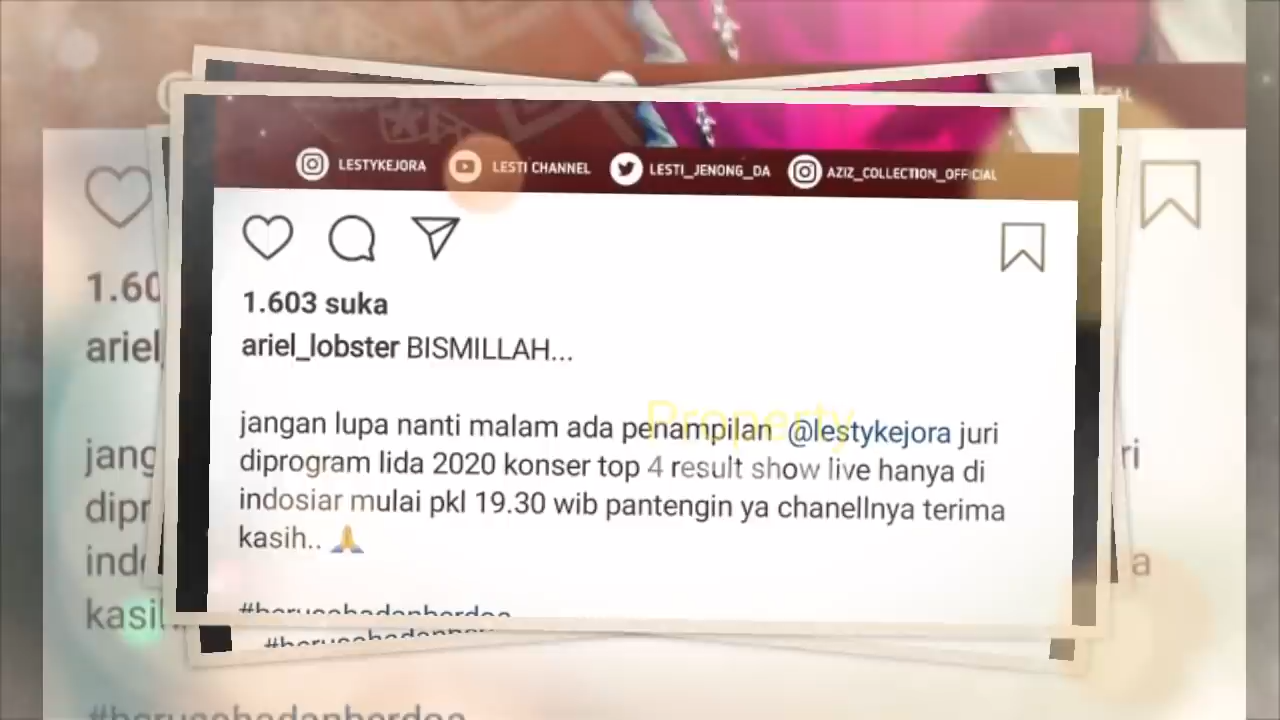 LESTYKEJORA LESTI CHANNEL LESTI_JENONG_DA AZIZ_COLLECTION_OFFICIAL
1.603 suka
ariel_lobster BISMILLAH...
jangan lupa nanti malam ada penampilan @lestykejora juri
diprogram lida 2020 konser top 4 result show live hanya di
indosiar mulai pkl 19.30 wib pantengin ya chanellnya terima
kasih.. 🙏
Property